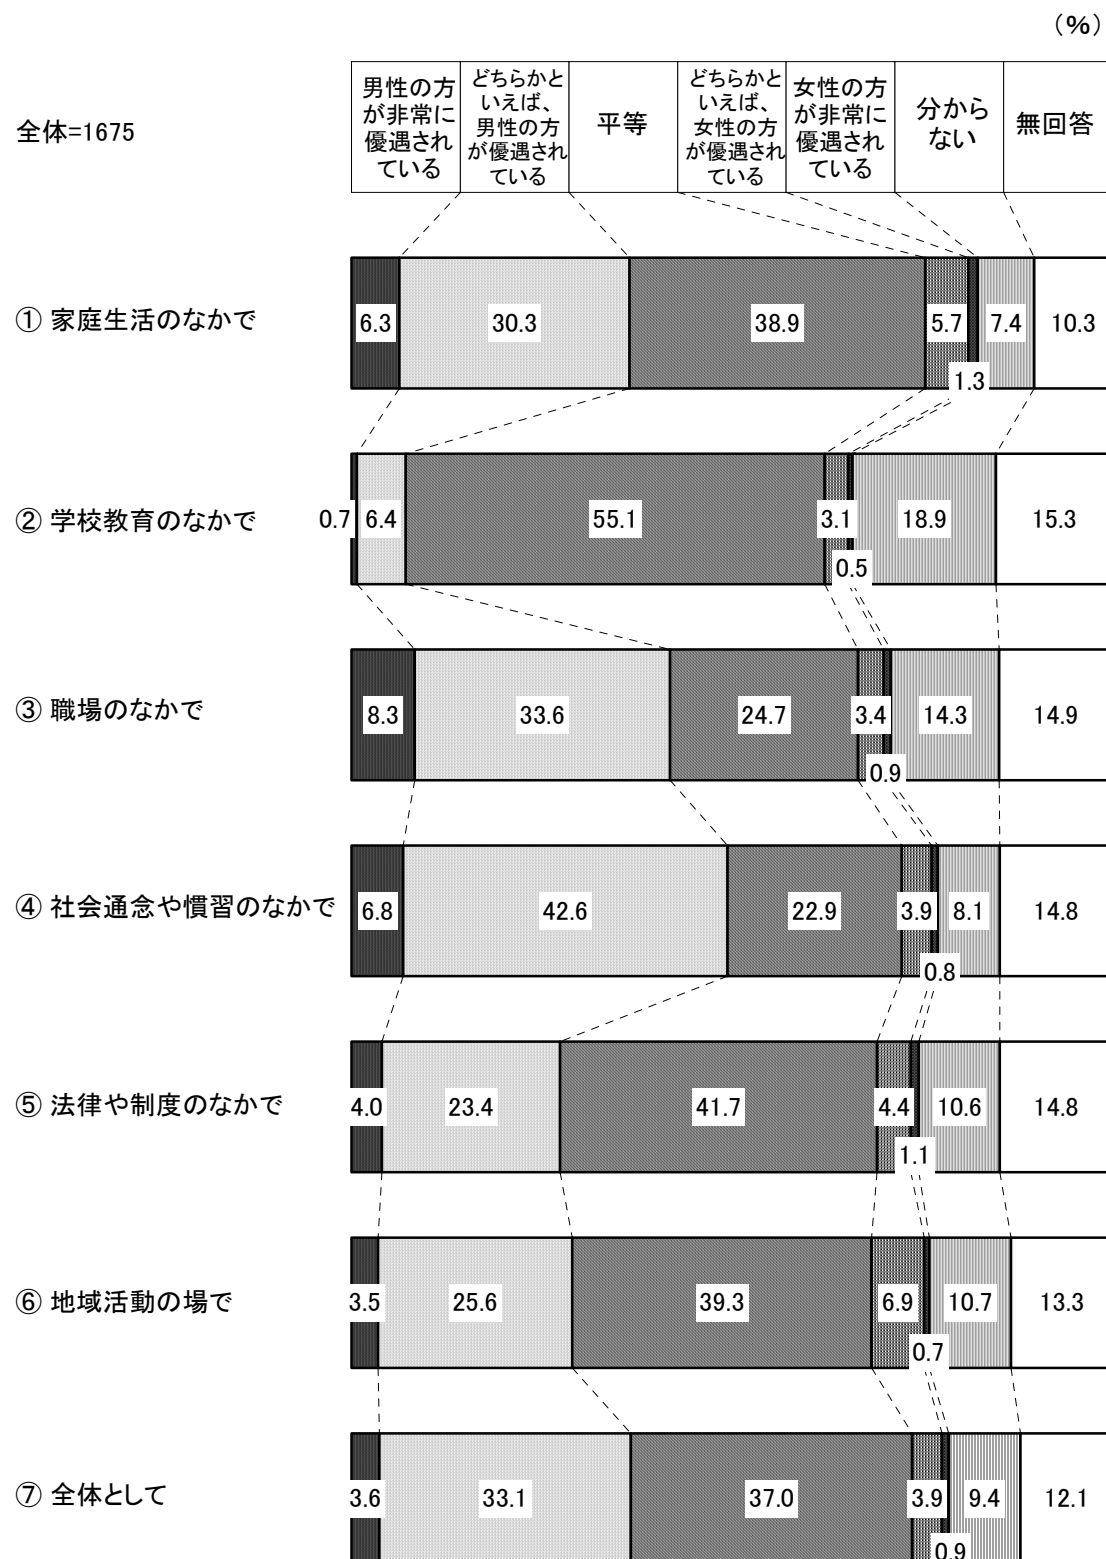 （%）
全体=1675
男性の方
が非常に
優遇され
ている
どちらかと
いえば、
男性の方
が優遇され
ている
平等
どちらかと
いえば、
女性の方
が優遇され
ている
女性の方
が非常に
優遇され
ている
分から
ない
無回答
① 家庭生活のなかで
6.3 30.3 38.9 5.7 7.4 10.3
1.3
② 学校教育のなかで
0.7 6.4 55.1 3.1 18.9 15.3
0.5
③ 職場のなかで
8.3 33.6 24.7 3.4 14.3 14.9
0.9
④ 社会通念や慣習のなかで
6.8 42.6 22.9 3.9 8.1 14.8
0.8
⑤ 法律や制度のなかで
4.0 23.4 41.7 4.4 10.6 14.8
1.1
⑥ 地域活動の場で
3.5 25.6 39.3 6.9 10.7 13.3
0.7
⑦ 全体として
3.6 33.1 37.0 3.9 9.4 12.1
0.9